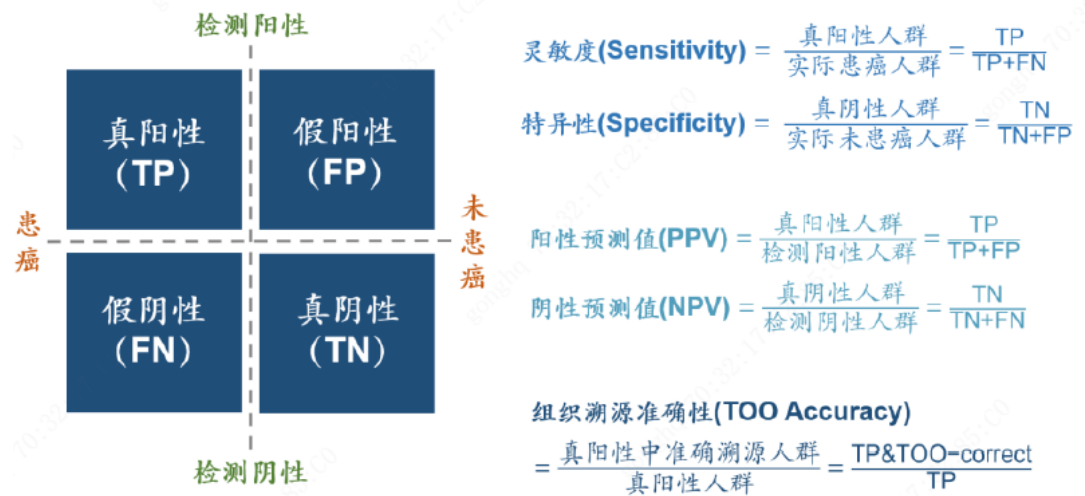 检测阳性
真阳性
(TP)
假阳性
(FP)
患癌
未患癌
假阴性
(FN)
真阴性
(TN)
检测阴性
灵敏度(Sensitivity) = 真阳性人群/实际患癌人群 = TP/TP+FN
特异性(Specificity) = 真阴性人群/实际未患癌人群 = TN/TN+FP
阳性预测值(PPV) = 真阳性人群/检测阳性人群 = TP/TP+FP
阴性预测值(NPV) = 真阴性人群/检测阴性人群 = TN/TN+FN
组织溯源准确性(TOO Accuracy)
= 真阳性中准确溯源人群/真阳性人群 = TP&TOO=correct/TP